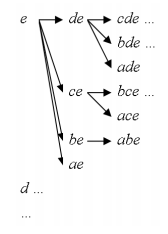 e de cde ...
bde ...
ade
ce bce ...
ace
be abe
ae
d ...
...